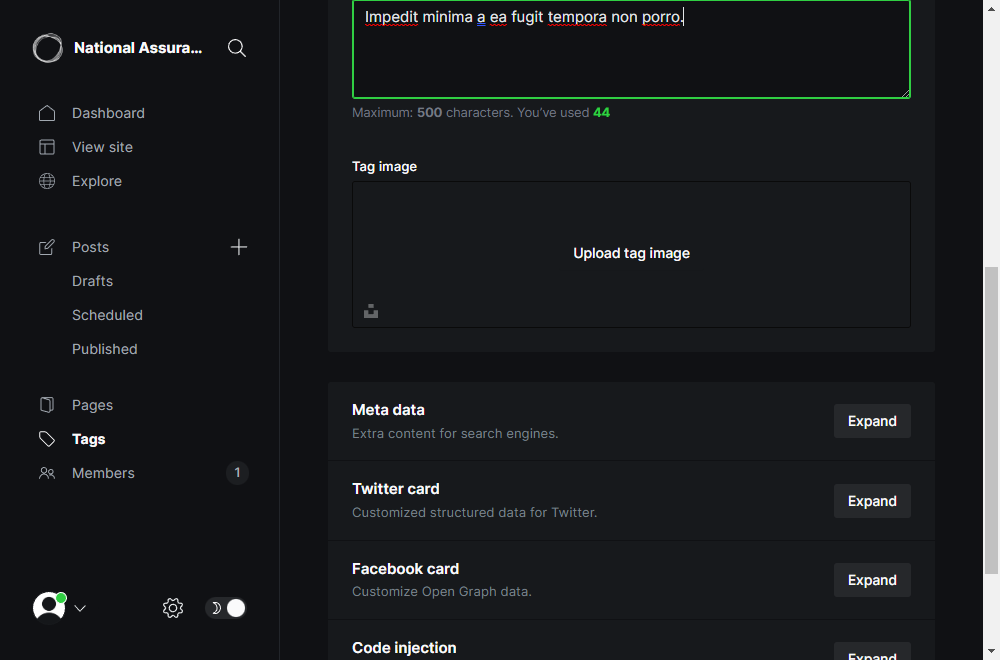 National Assura...
Dashboard
View site
Explore
Posts
Drafts
Scheduled
Published
Pages
Tags
Members 1
Impedit minima a ea fugit tempora non porro.
Maximum: 500 characters. You've used 44
Tag image
Upload tag image
Meta data
Extra content for search engines.
Expand
Twitter card
Customized structured data for Twitter.
Expand
Facebook card
Customize Open Graph data.
Expand
Code injection
Expand